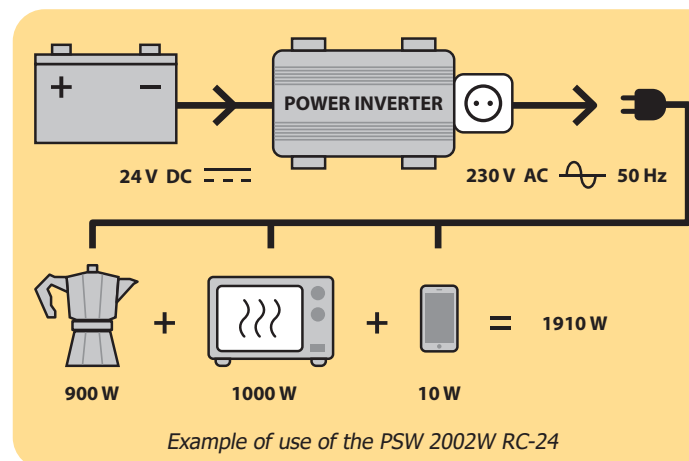 + −
POWER INVERTER
24 V DC
230 V AC 50 Hz
+ + = 1910 W
900 W 1000 W 10 W
Example of use of the PSW 2002W RC-24